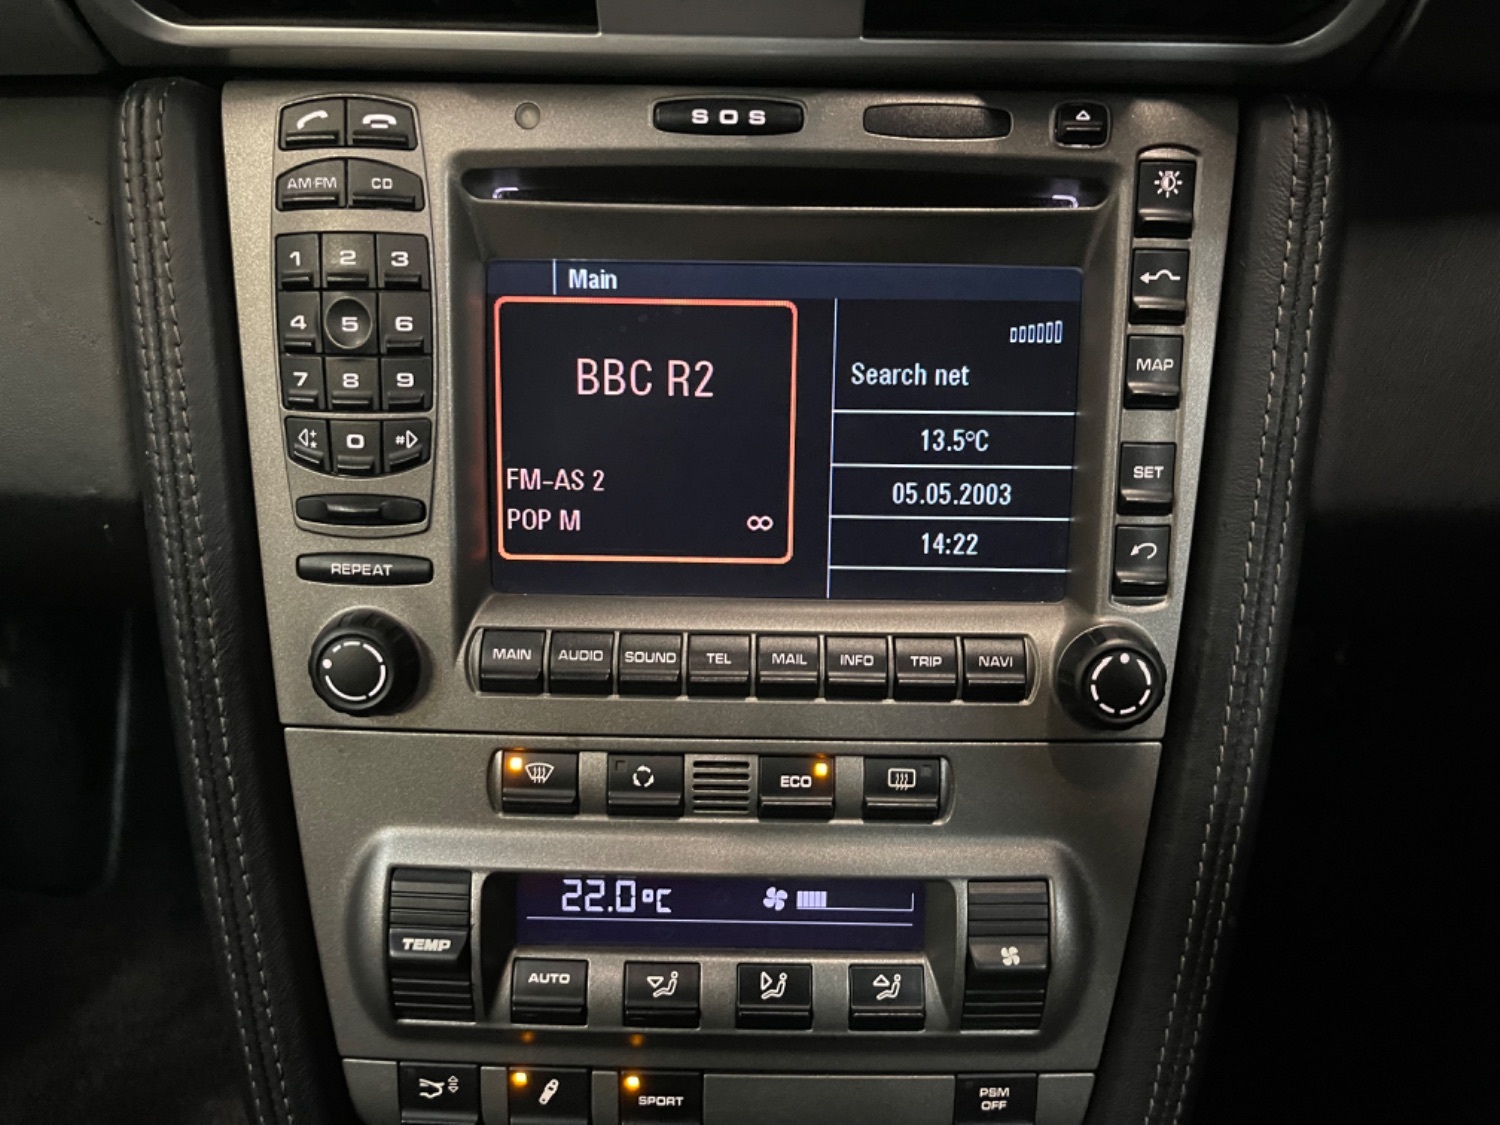 SOS
AM·FM CD
1 2 3
4 5 6
7 8 9
* 0 #
REPEAT
Main
BBC R2
FM-AS 2
POP M ∞
Search net
13.5°C
05.05.2003
14:22
MAP
SET
MAIN AUDIO SOUND TEL MAIL INFO TRIP NAVI
ECO
22.0°C
TEMP
AUTO
SPORT
PSM
OFF